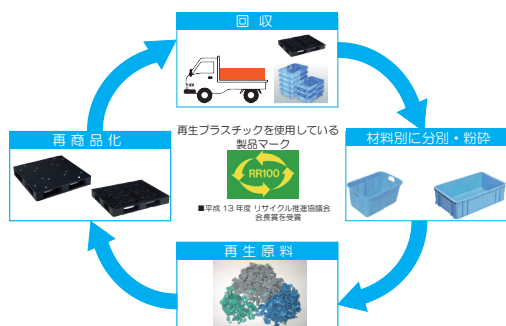 回収
再商品化
再生プラスチックを使用している
製品マーク
材料別に分別・粉砕
RR100
■平成 13 年度 リサイクル推進協議会
会長賞を受賞
再生原料